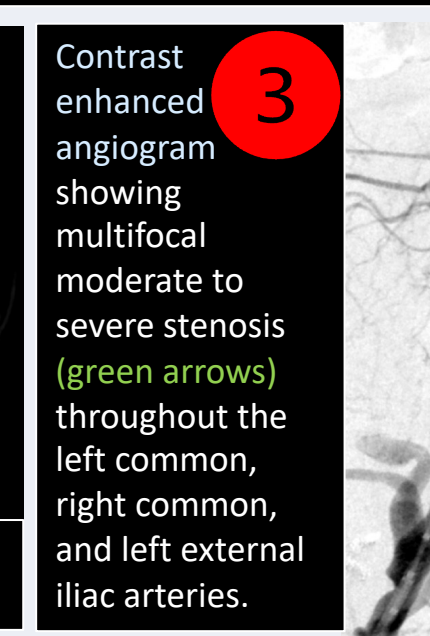 Contrast
enhanced
angiogram
showing
multifocal
moderate to
severe stenosis
(green arrows)
throughout the
left common,
right common,
and left external
iliac arteries.
3